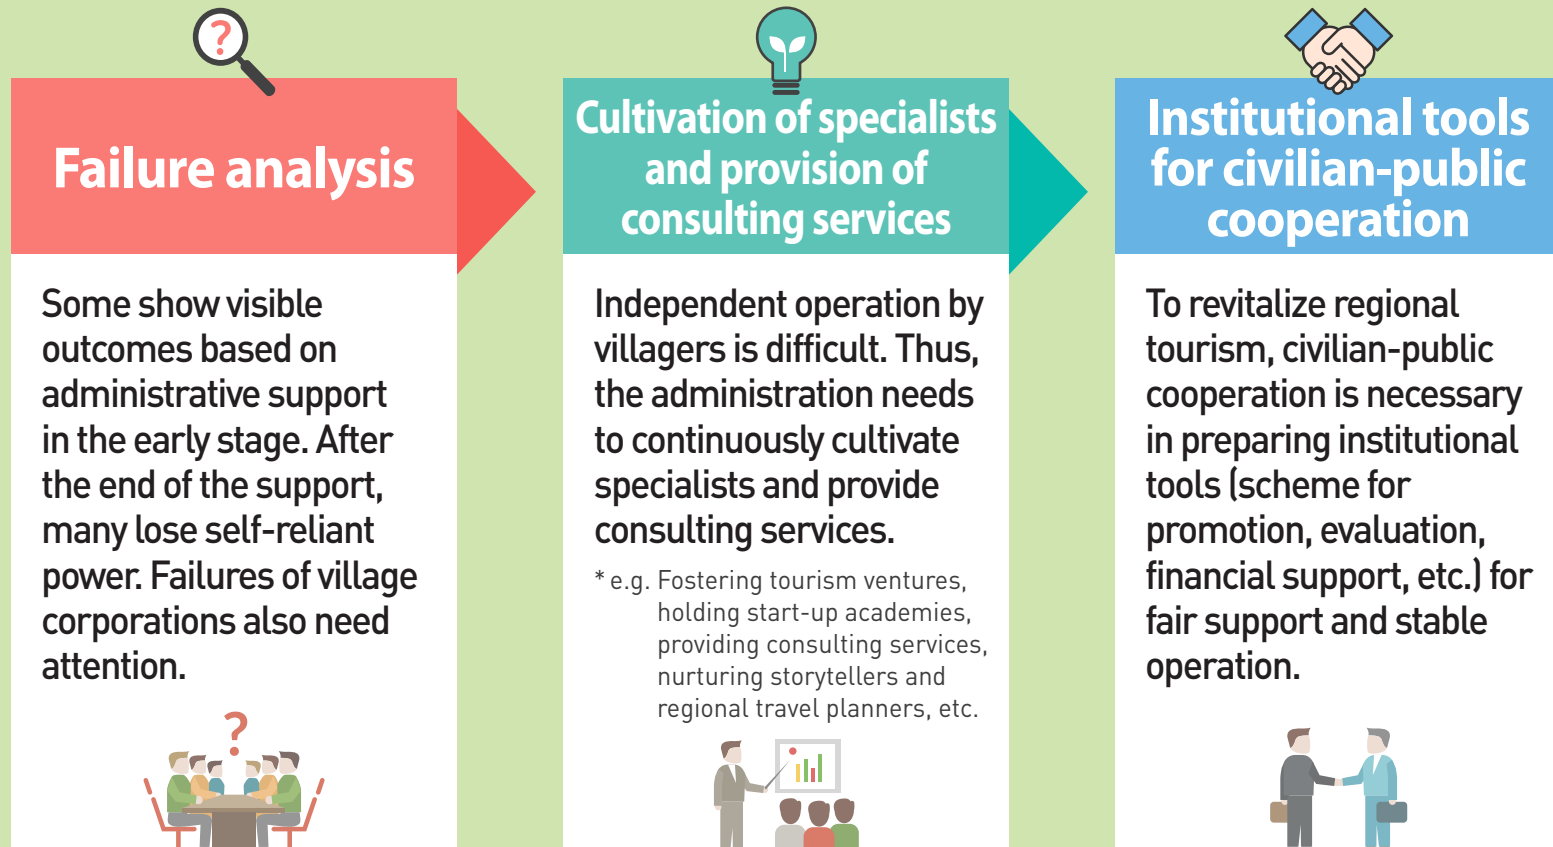 ?
Failure analysis
Some show visible
outcomes based on
administrative support
in the early stage. After
the end of the support,
many lose self-reliant
power. Failures of village
corporations also need
attention.
?
Cultivation of specialists
and provision of
consulting services
Independent operation by
villagers is difficult. Thus,
the administration needs
to continuously cultivate
specialists and provide
consulting services.
* e.g. Fostering tourism ventures,
holding start-up academies,
providing consulting services,
nurturing storytellers and
regional travel planners, etc.
Institutional tools
for civilian-public
cooperation
To revitalize regional
tourism, civilian-public
cooperation is necessary
in preparing institutional
tools (scheme for
promotion, evaluation,
financial support, etc.) for
fair support and stable
operation.